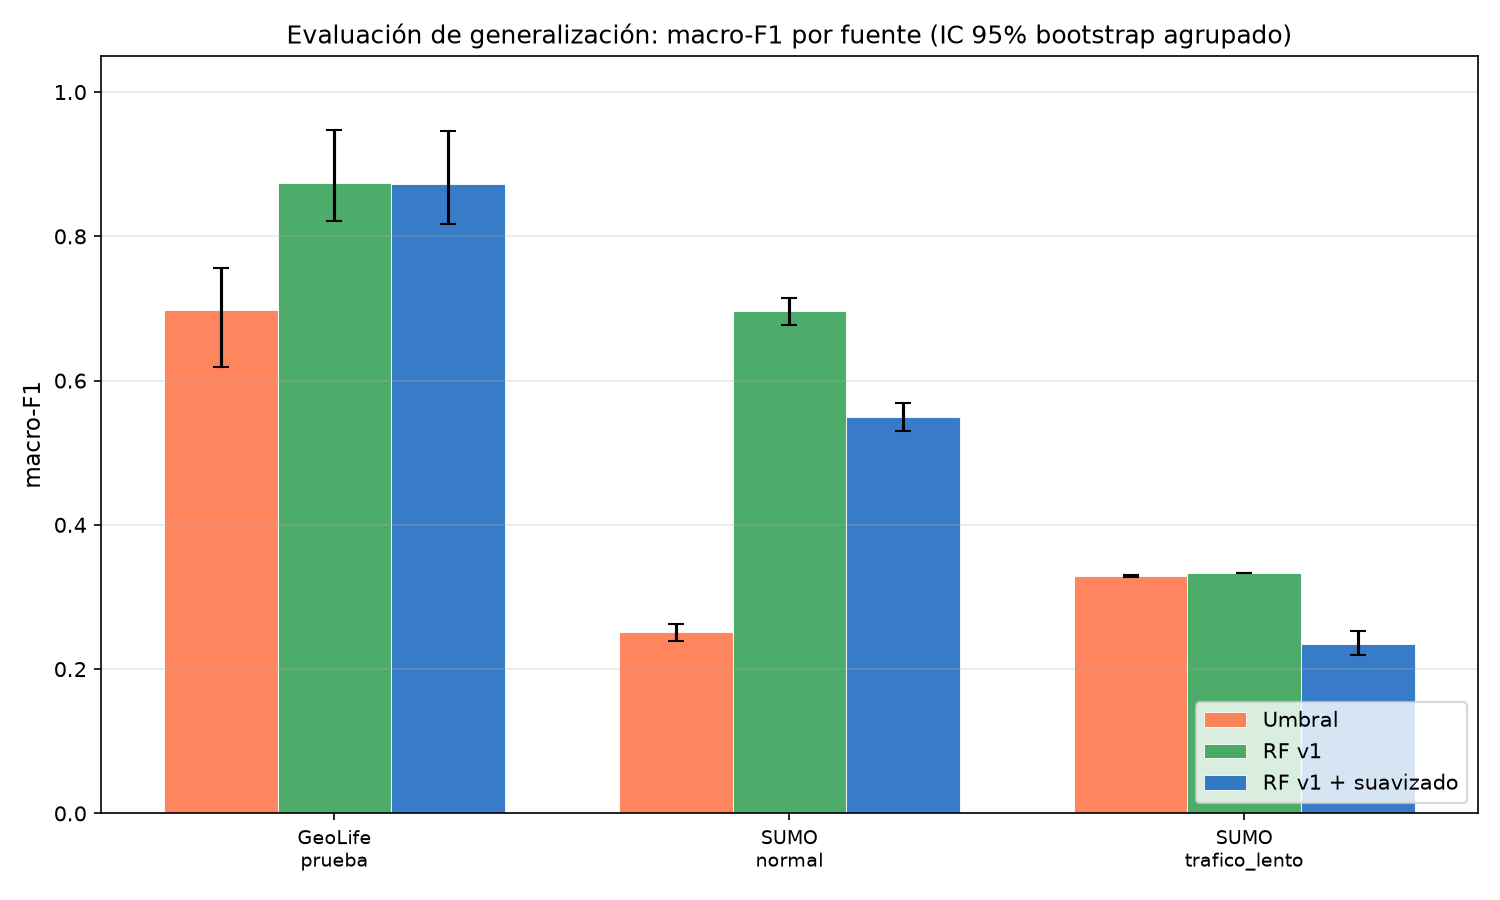 Evaluación de generalización: macro-F1 por fuente (IC 95% bootstrap agrupado)
macro-F1
1.0
0.8
0.6
0.4
0.2
0.0
GeoLife
prueba
SUMO
normal
SUMO
trafico_lento
Umbral
RF v1
RF v1 + suavizado